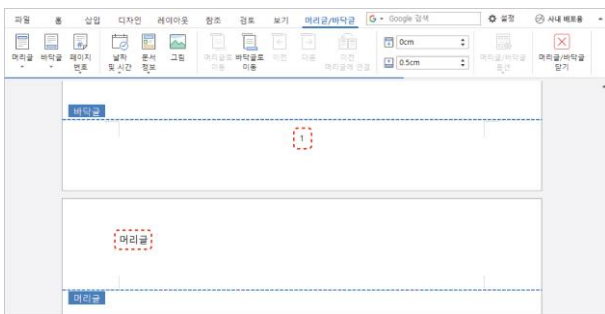 파일 홈 삽입 디자인 레이아웃 참조 검토 보기 머리글/바닥글 G Google 검색 설정 사내 배포용
머리글 바닥글 페이지 번호 날짜 및 시간 문서 정보 그림 머리글로 이동 바닥글로 이동 이전 다음 이전 머리글에 연결 0cm 0.5cm 머리글/바닥글 옵션 머리글/바닥글 닫기
바닥글
1
머리글
머리글